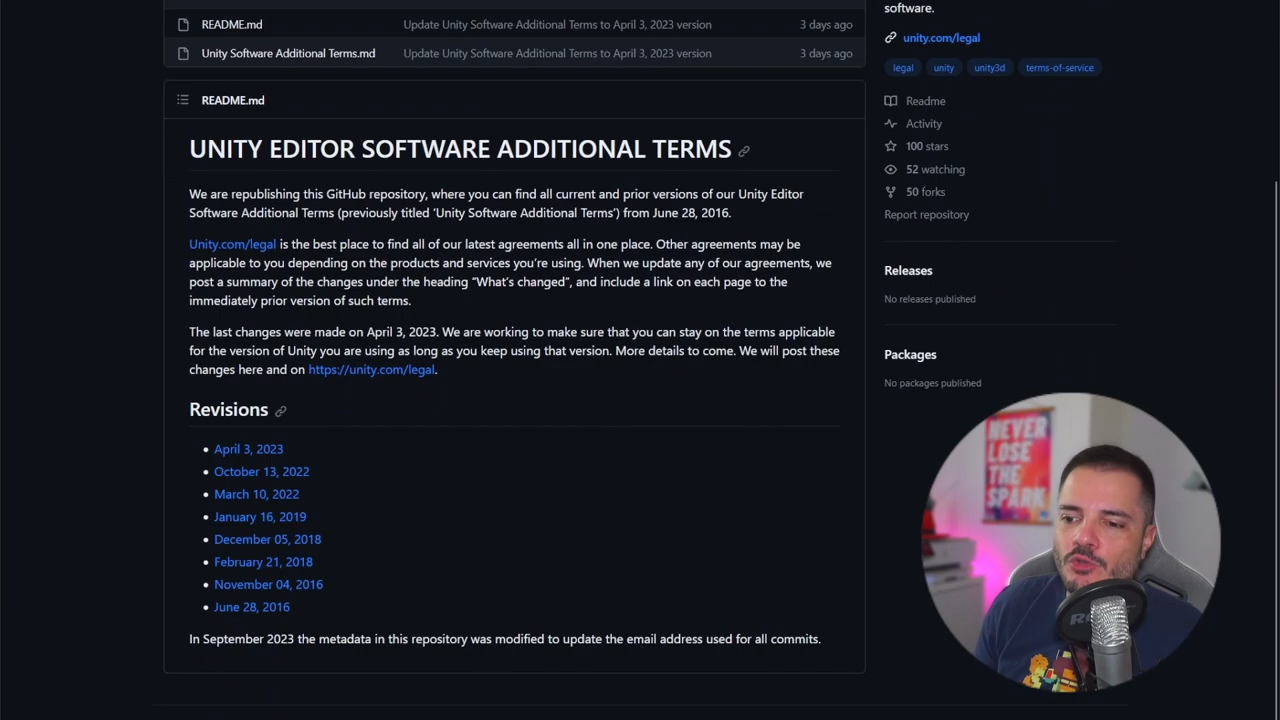 software.
README.md Update Unity Software Additional Terms to April 3, 2023 version 3 days ago
unity.com/legal
Unity Software Additional Terms.md Update Unity Software Additional Terms to April 3, 2023 version 3 days ago
legal unity unity3d terms-of-service
README.md
Readme
Activity
100 stars
52 watching
50 forks
Report repository
Releases
No releases published
Packages
No packages published
UNITY EDITOR SOFTWARE ADDITIONAL TERMS
We are republishing this GitHub repository, where you can find all current and prior versions of our Unity Editor
Software Additional Terms (previously titled 'Unity Software Additional Terms') from June 28, 2016.
Unity.com/legal is the best place to find all of our latest agreements all in one place. Other agreements may be
applicable to you depending on the products and services you're using. When we update any of our agreements, we
post a summary of the changes under the heading "What's changed", and include a link on each page to the
immediately prior version of such terms.
The last changes were made on April 3, 2023. We are working to make sure that you can stay on the terms applicable
for the version of Unity you are using as long as you keep using that version. More details to come. We will post these
changes here and on https://unity.com/legal.
Revisions
April 3, 2023
October 13, 2022
March 10, 2022
January 16, 2019
December 05, 2018
February 21, 2018
November 04, 2016
June 28, 2016
In September 2023 the metadata in this repository was modified to update the email address used for all commits.
NEVER
LOSE
THE
SPARK